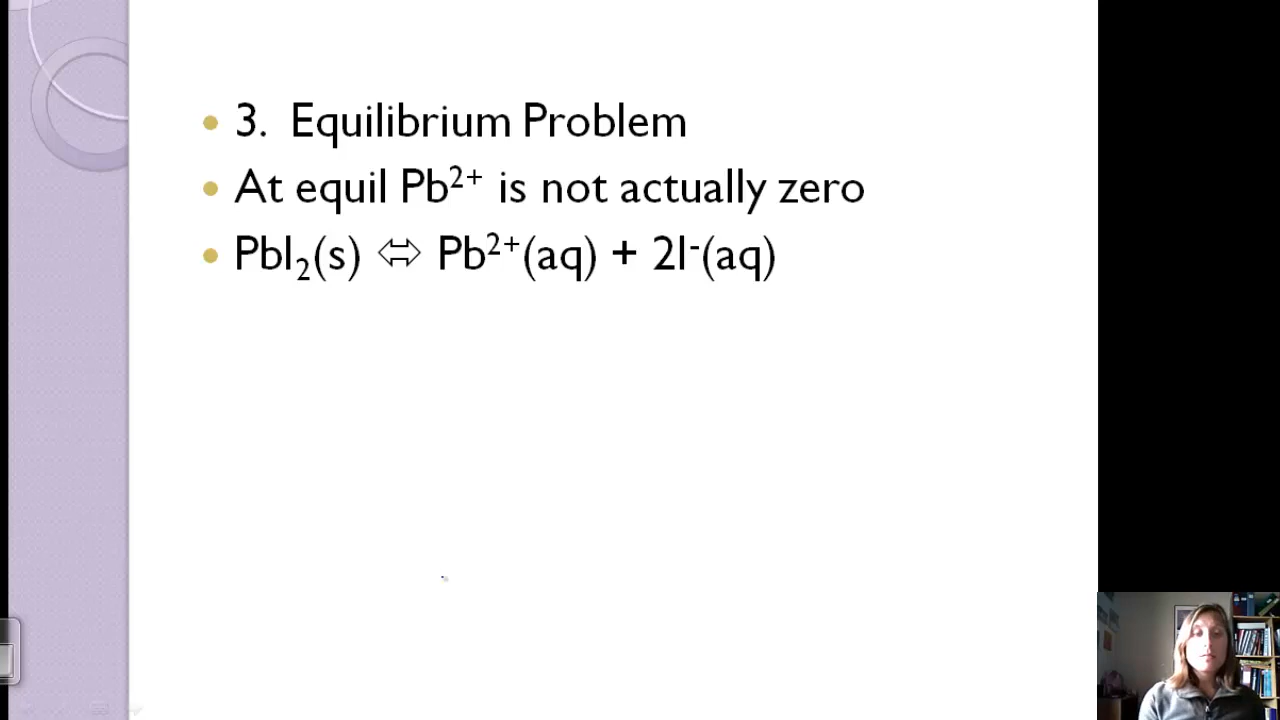 • 3. Equilibrium Problem
• At equil Pb²⁺ is not actually zero
• PbI₂(s) ⬄ Pb²⁺(aq) + 2I⁻(aq)